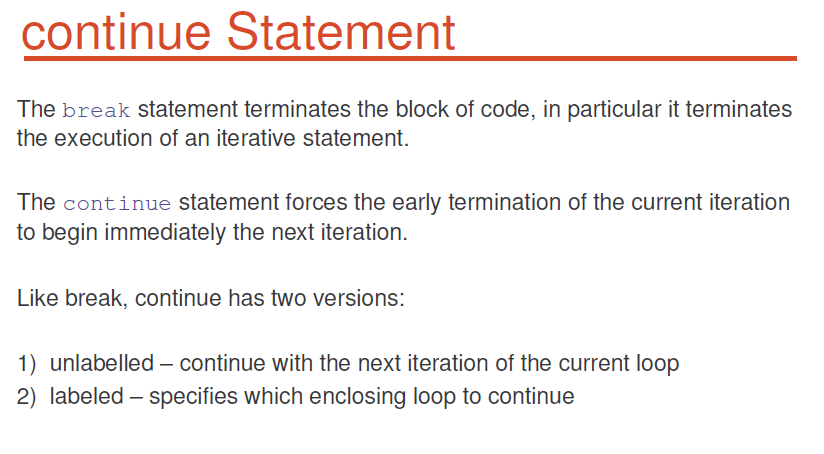 continue Statement
The break statement terminates the block of code, in particular it terminates
the execution of an iterative statement.
The continue statement forces the early termination of the current iteration
to begin immediately the next iteration.
Like break, continue has two versions:
1) unlabelled – continue with the next iteration of the current loop
2) labeled – specifies which enclosing loop to continue